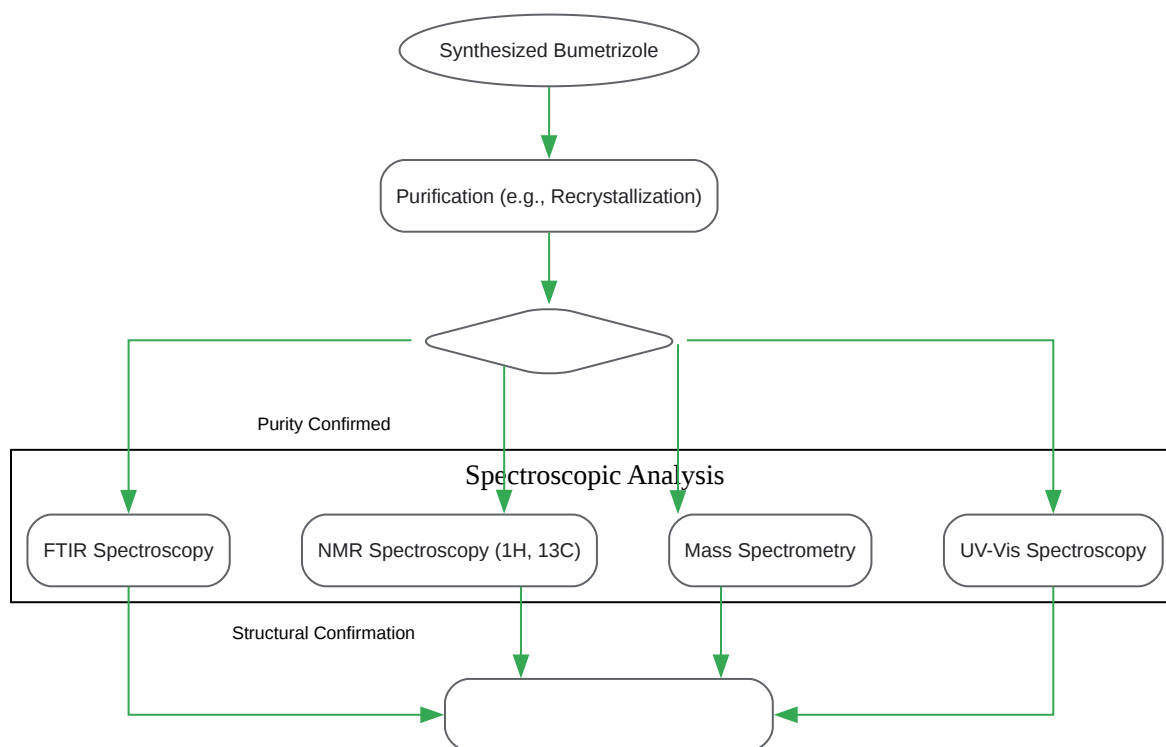 Synthesized Bumetrizole
Purification (e.g., Recrystallization)
Purity Confirmed
Spectroscopic Analysis
FTIR Spectroscopy
NMR Spectroscopy (1H, 13C)
Mass Spectrometry
UV-Vis Spectroscopy
Structural Confirmation